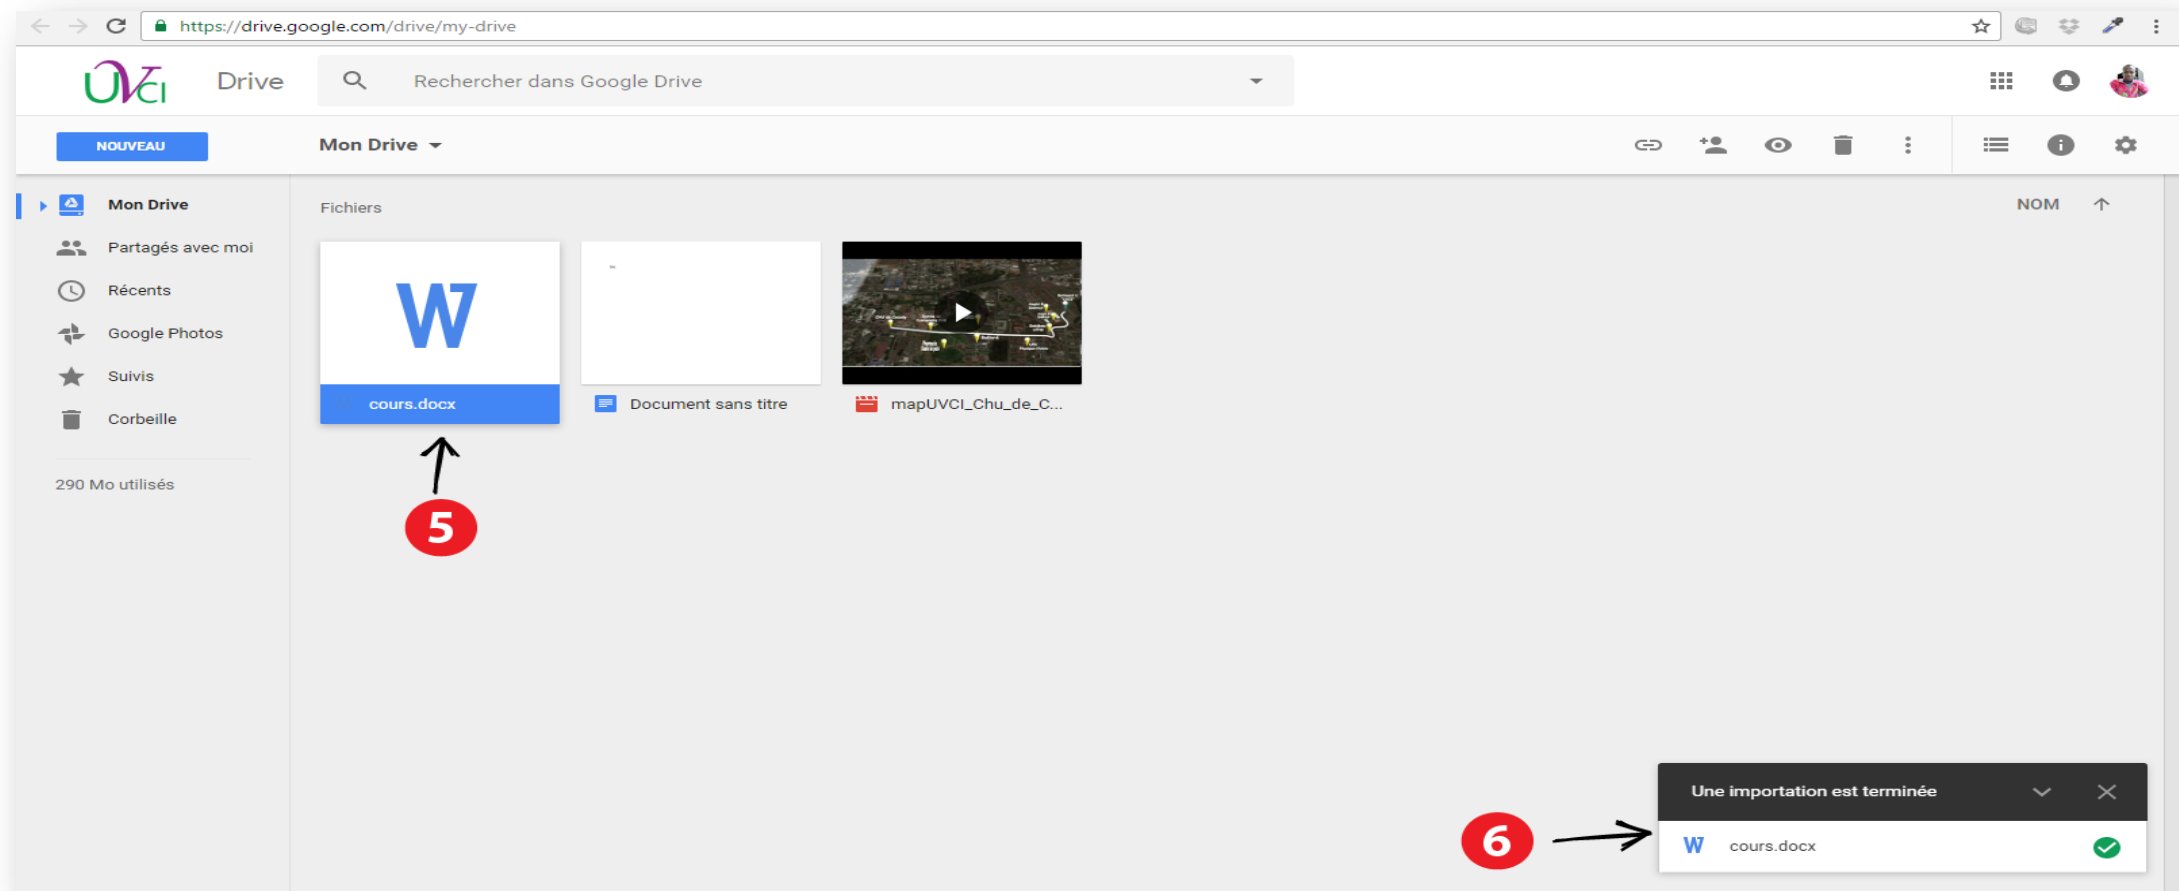 https://drive.google.com/drive/my-drive
UVCI Drive Rechercher dans Google Drive
NOUVEAU Mon Drive
Mon Drive
Partagés avec moi
Récents
Google Photos
Suivis
Corbeille
290 Mo utilisés
Fichiers
NOM
W
cours.docx
Document sans titre
mapUVCI_Chu_de_C...
5
Une importation est terminée
6
W cours.docx